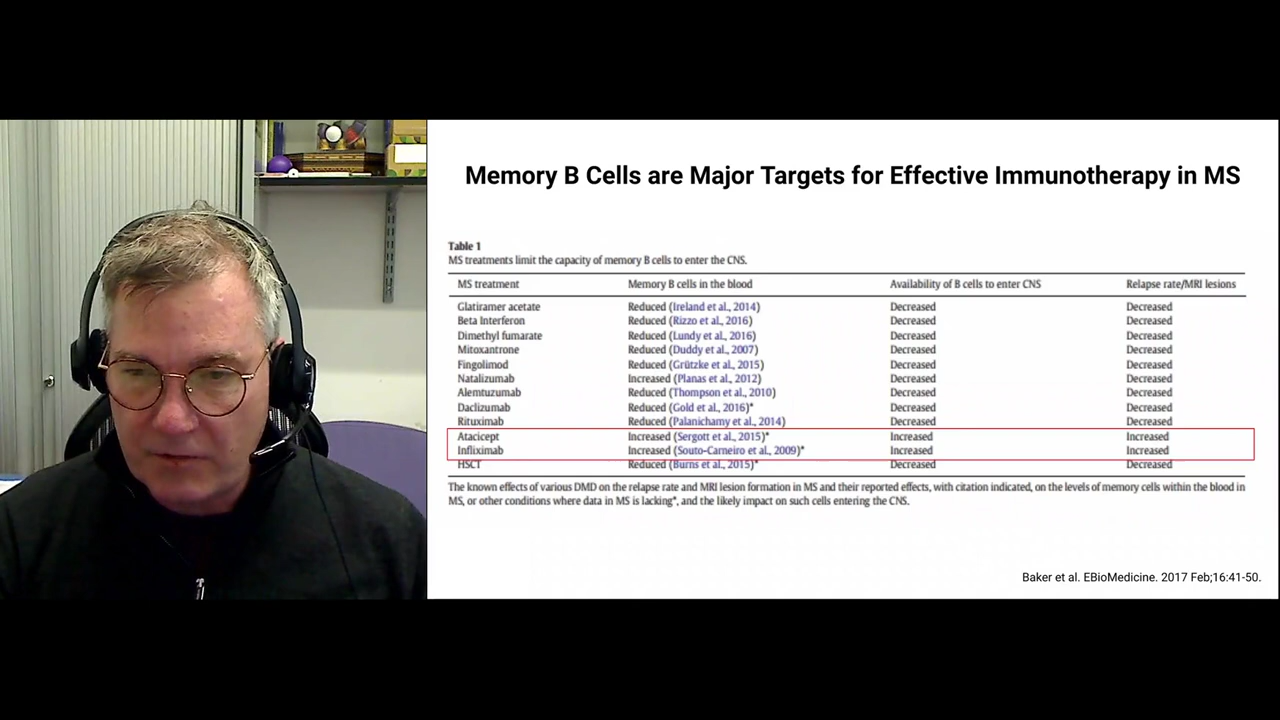 Memory B Cells are Major Targets for Effective Immunotherapy in MS
Table 1
MS treatments limit the capacity of memory B cells to enter the CNS.
MS treatment Memory B cells in the blood Availability of B cells to enter CNS Relapse rate/MRI lesions
Glatiramer acetate Reduced (Ireland et al., 2014) Decreased Decreased
Beta Interferon Reduced (Rizzo et al., 2016) Decreased Decreased
Dimethyl fumarate Reduced (Lundy et al., 2016) Decreased Decreased
Mitoxantrone Reduced (Duddy et al., 2007) Decreased Decreased
Fingolimod Reduced (Grützke et al., 2015) Decreased Decreased
Natalizumab Increased (Planas et al., 2012) Decreased Decreased
Alemtuzumab Reduced (Thompson et al., 2010) Decreased Decreased
Daclizumab Reduced (Gold et al., 2016)* Decreased Decreased
Rituximab Reduced (Palanichamy et al., 2014) Decreased Decreased
Atacicept Increased (Sergott et al., 2015)* Increased Increased
Infliximab Increased (Souto-Carneiro et al., 2009)* Increased Increased
HSCT Reduced (Burns et al., 2015)* Decreased Decreased
The known effects of various DMD on the relapse rate and MRI lesion formation in MS and their reported effects, with citation indicated, on the levels of memory cells within the blood in
MS, or other conditions where data in MS is lacking*, and the likely impact on such cells entering the CNS.
Baker et al. EBioMedicine. 2017 Feb;16:41-50.